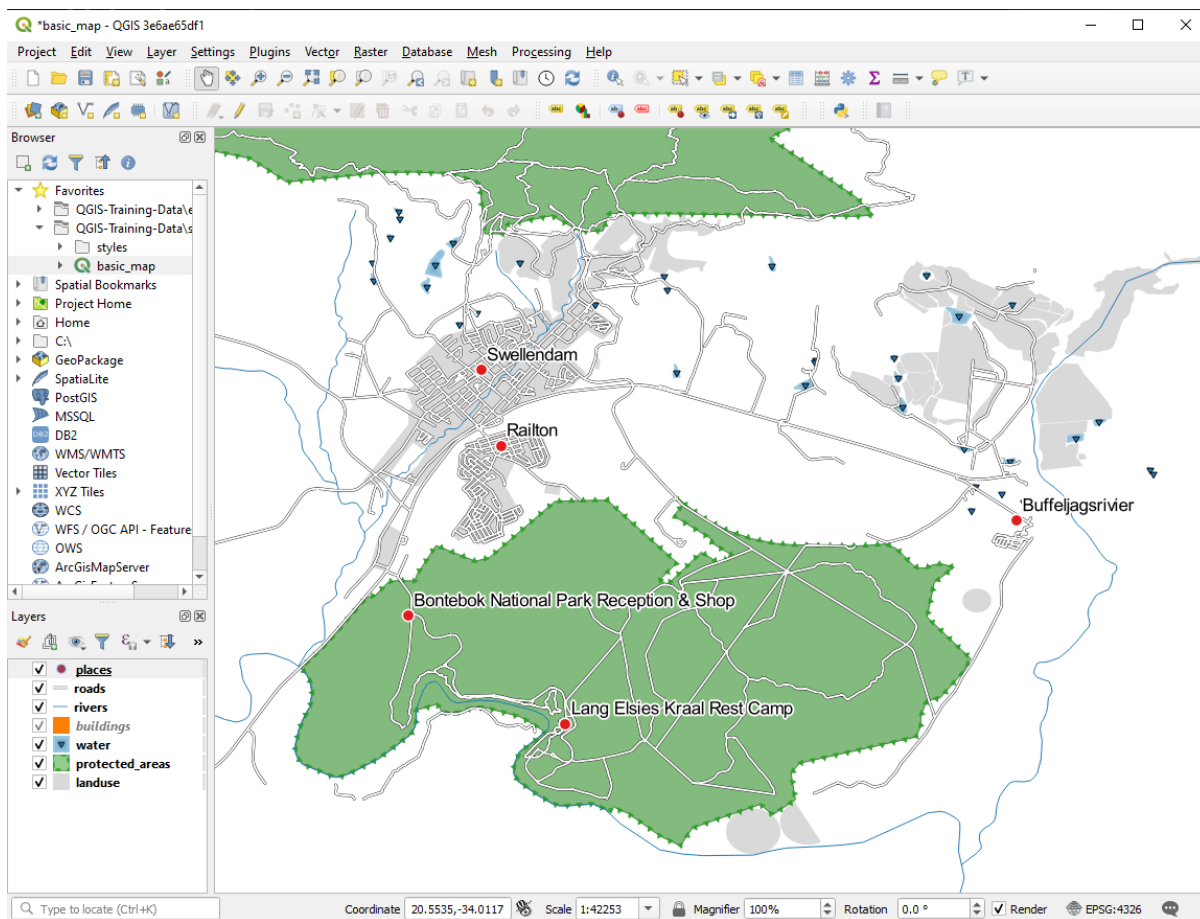 *basic_map - QGIS 3e6ae65df1
Project Edit View Layer Settings Plugins Vector Raster Database Mesh Processing Help
Browser
Favorites
QGIS-Training-Data\e
QGIS-Training-Data\s
styles
basic_map
Spatial Bookmarks
Project Home
Home
C:\
GeoPackage
SpatiaLite
PostGIS
MSSQL
DB2
WMS/WMTS
Vector Tiles
XYZ Tiles
WCS
WFS / OGC API - Feature
OWS
ArcGisMapServer
Layers
places
roads
rivers
buildings
water
protected_areas
landuse
Swellendam
Railton
Buffeljagsrivier
Bontebok National Park Reception & Shop
Lang Elsies Kraal Rest Camp
Type to locate (Ctrl+K) Coordinate 20.5535,-34.0117 Scale 1:42253 Magnifier 100% Rotation 0.0 ° Render EPSG:4326